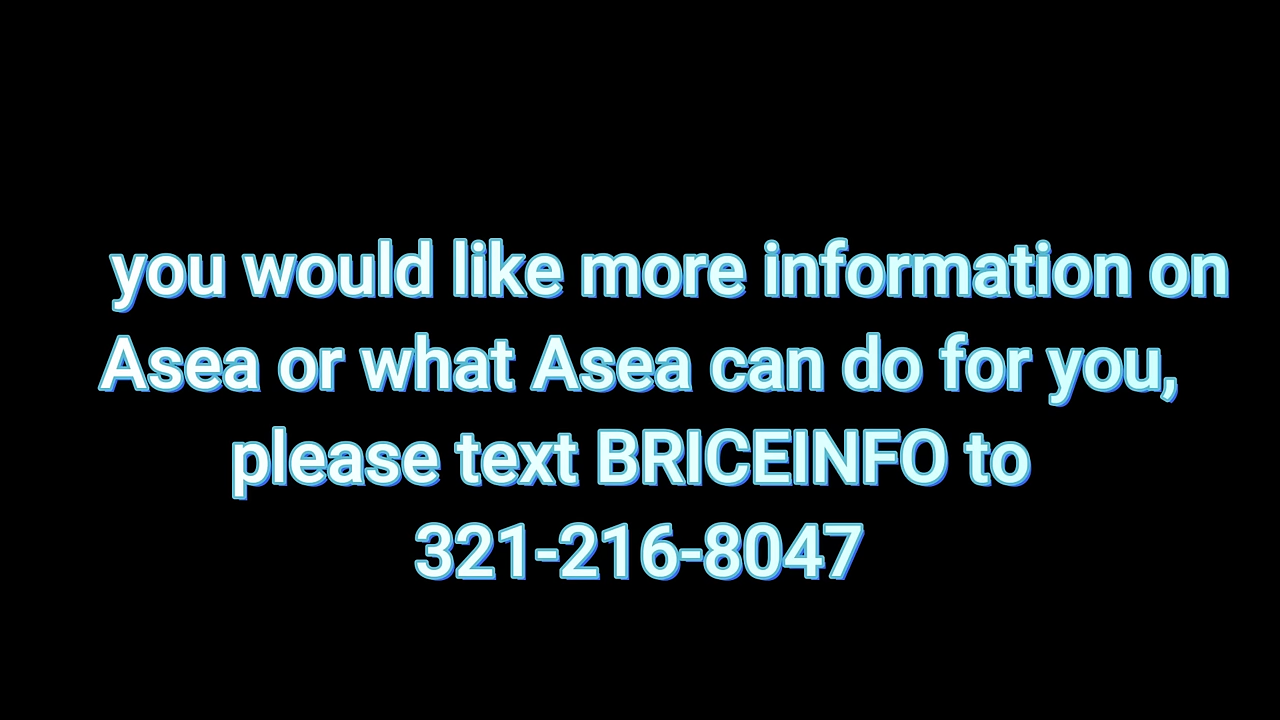 you would like more information on
Asea or what Asea can do for you,
please text BRICEINFO to
321-216-8047